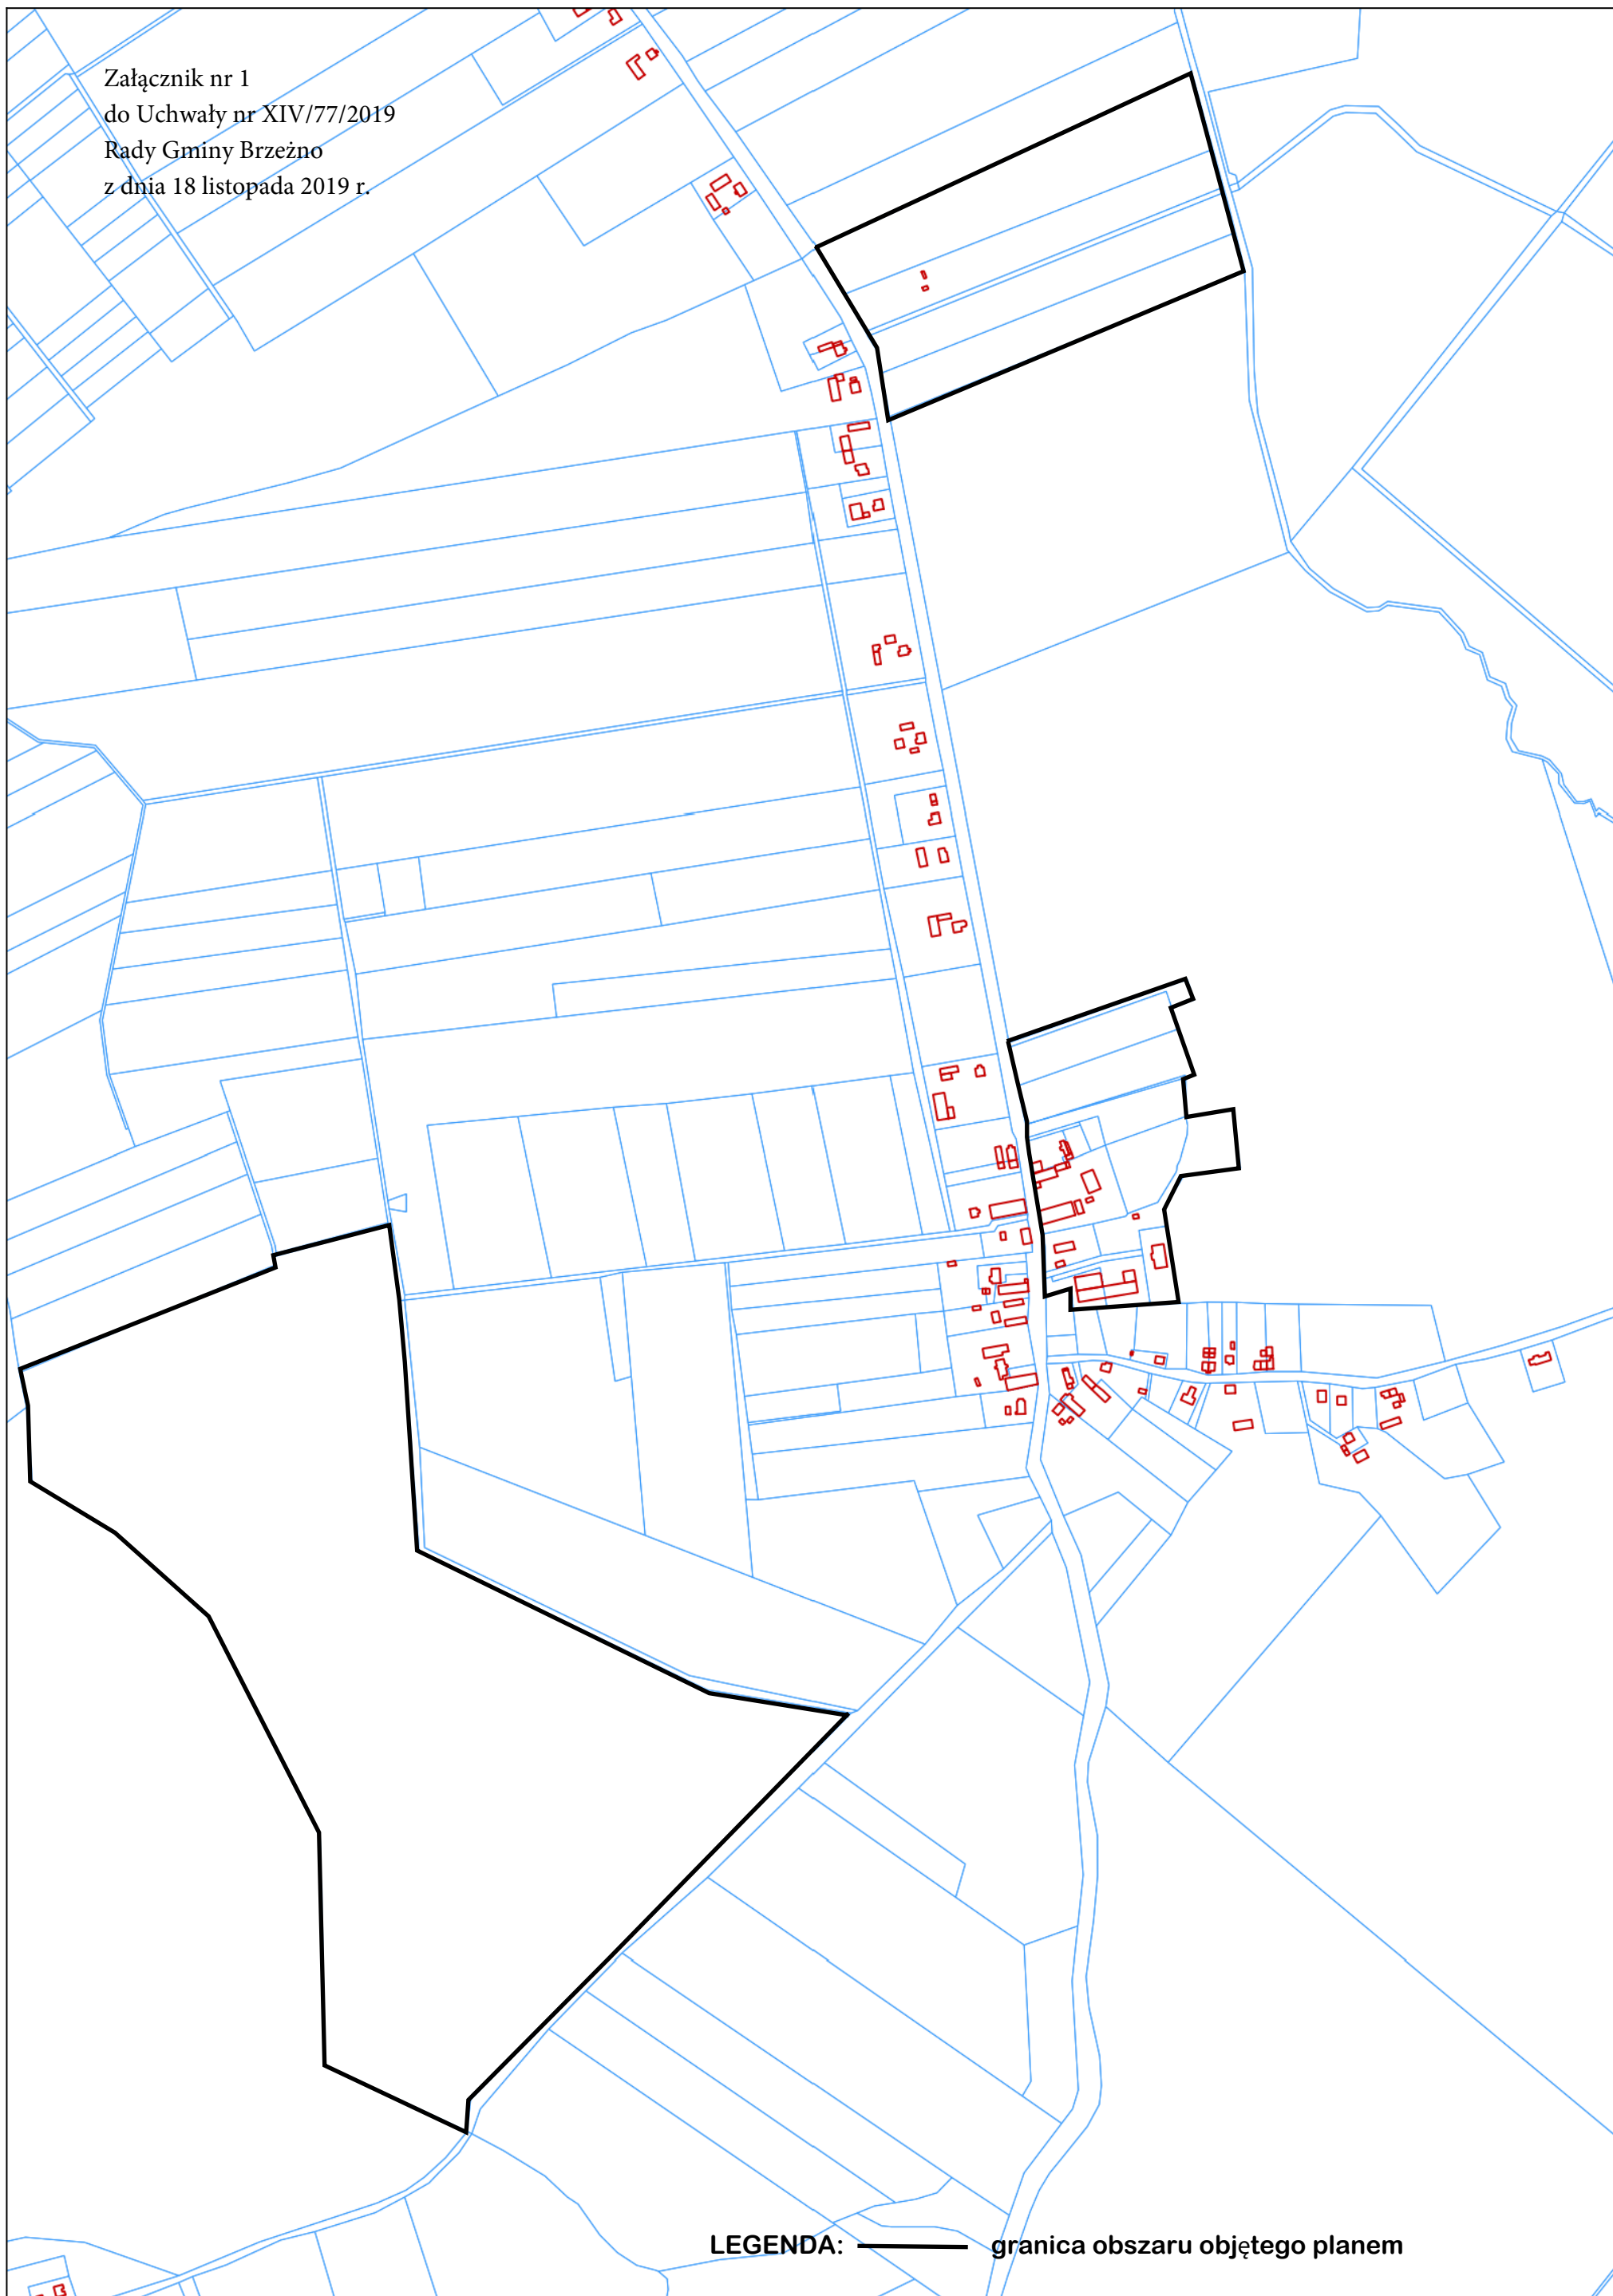 Załącznik nr 1
do Uchwały nr XIV/77/2019
Rady Gminy Brzeżno
z dnia 18 listopada 2019 r.
LEGENDA: granica obszaru objętego planem